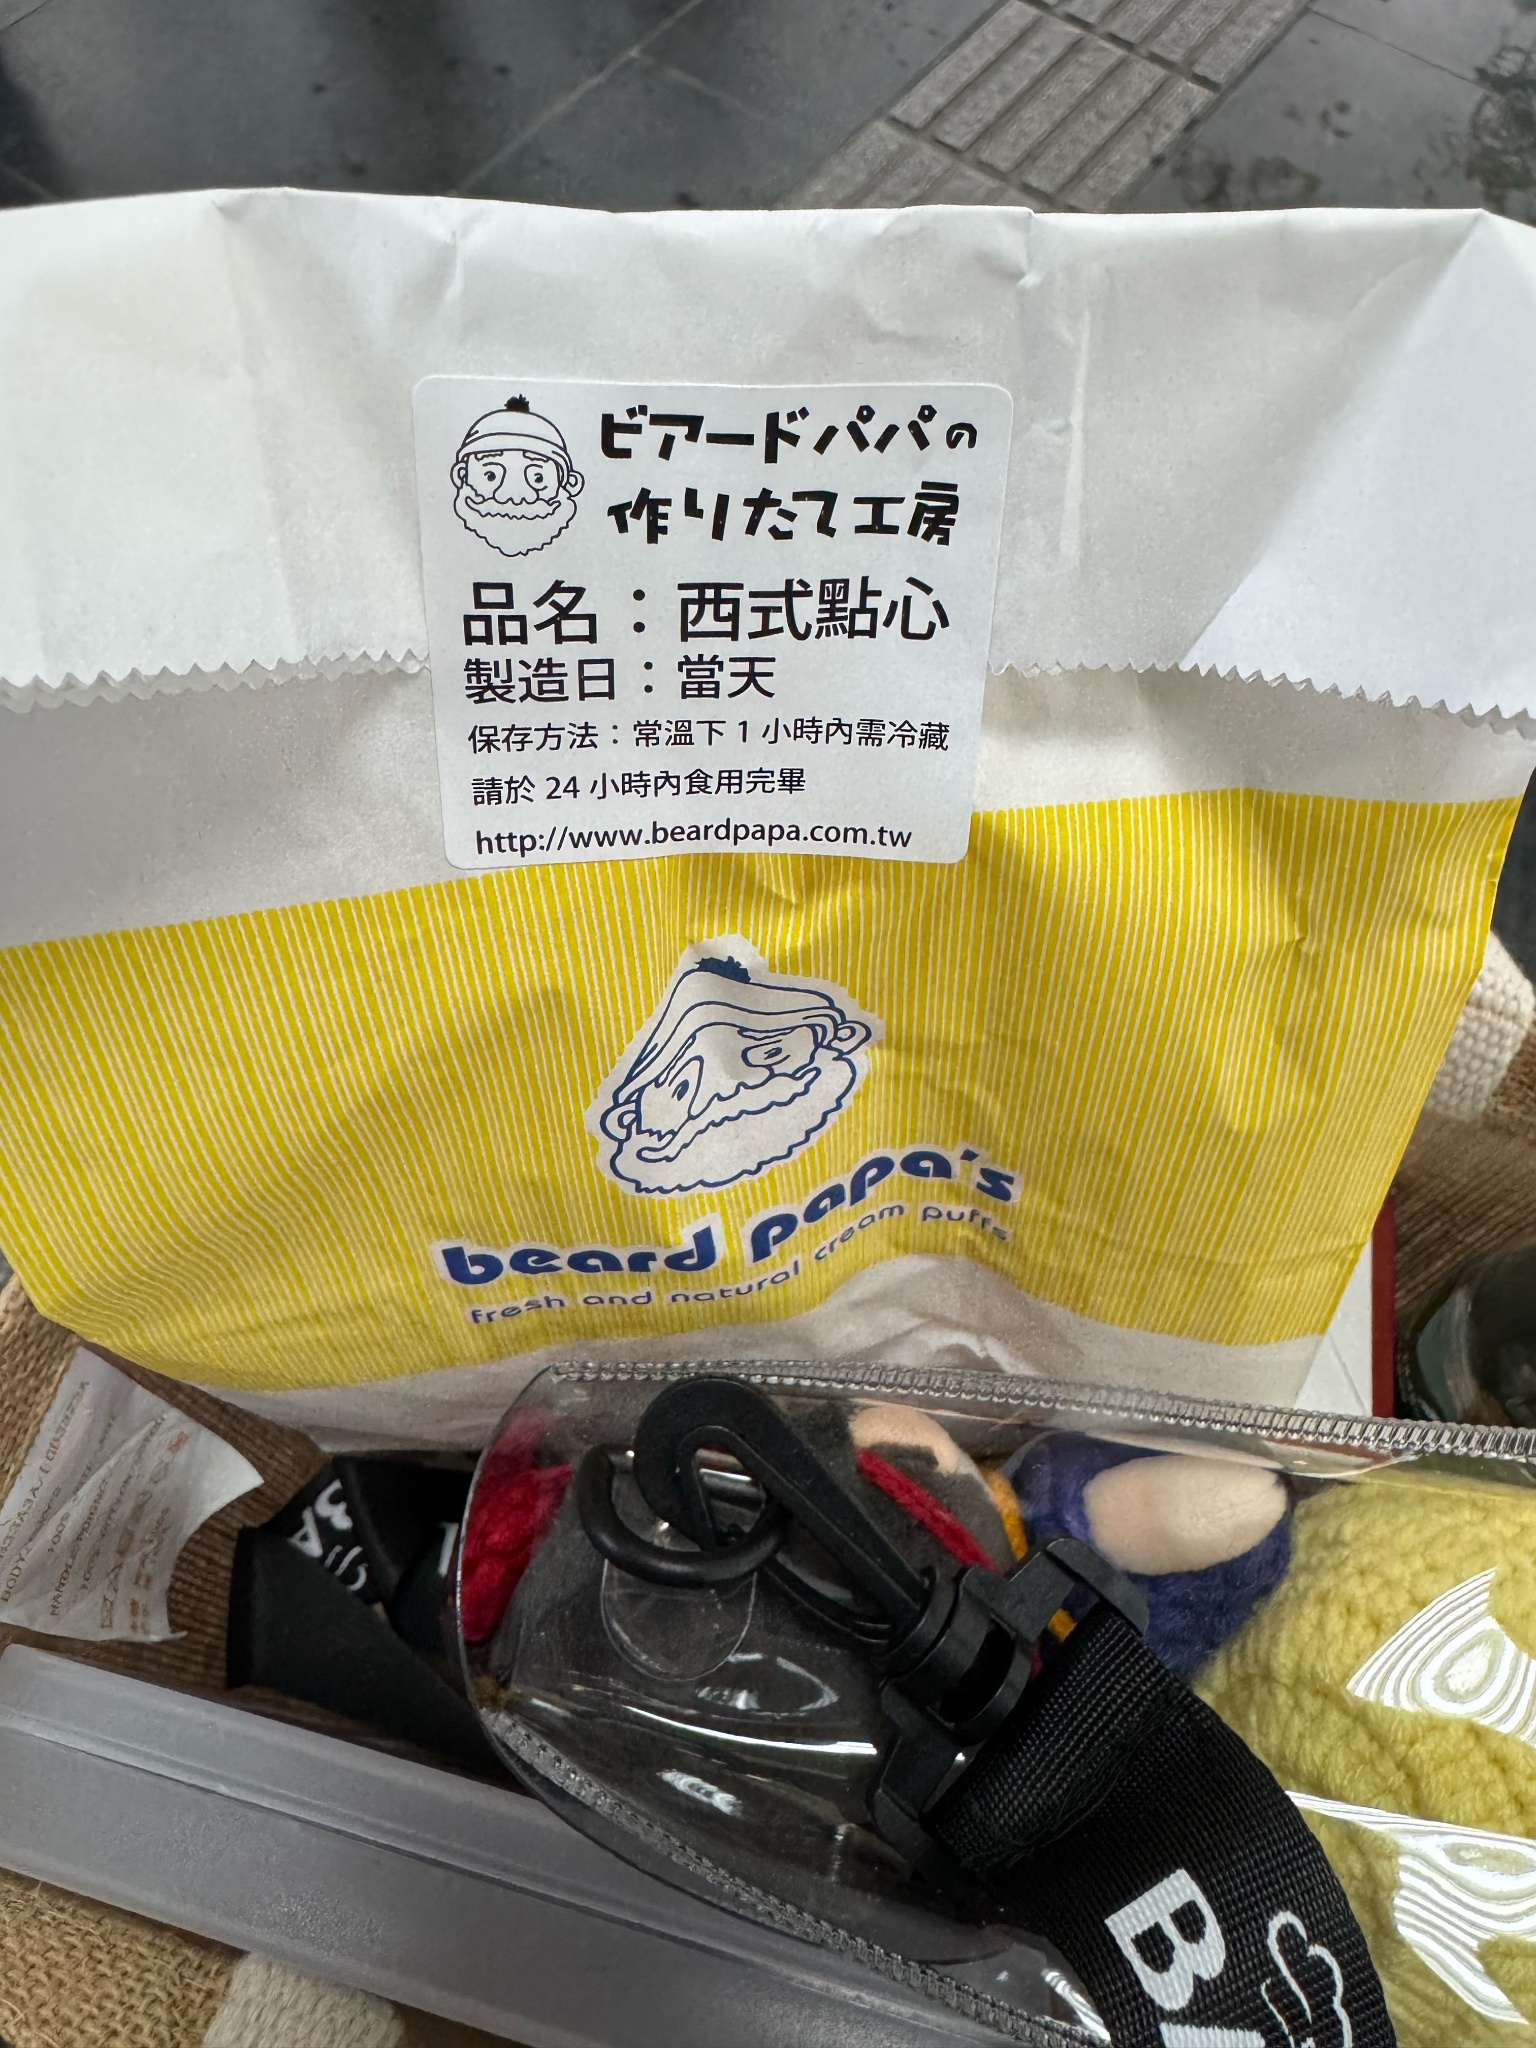 ビアードパパの
作りたて工房
品名：西式點心
製造日：當天
保存方法：常溫下 1 小時內需冷藏
請於 24 小時內食用完畢
http://www.beardpapa.com.tw
beard papa's
fresh and natural cream puffs
BA